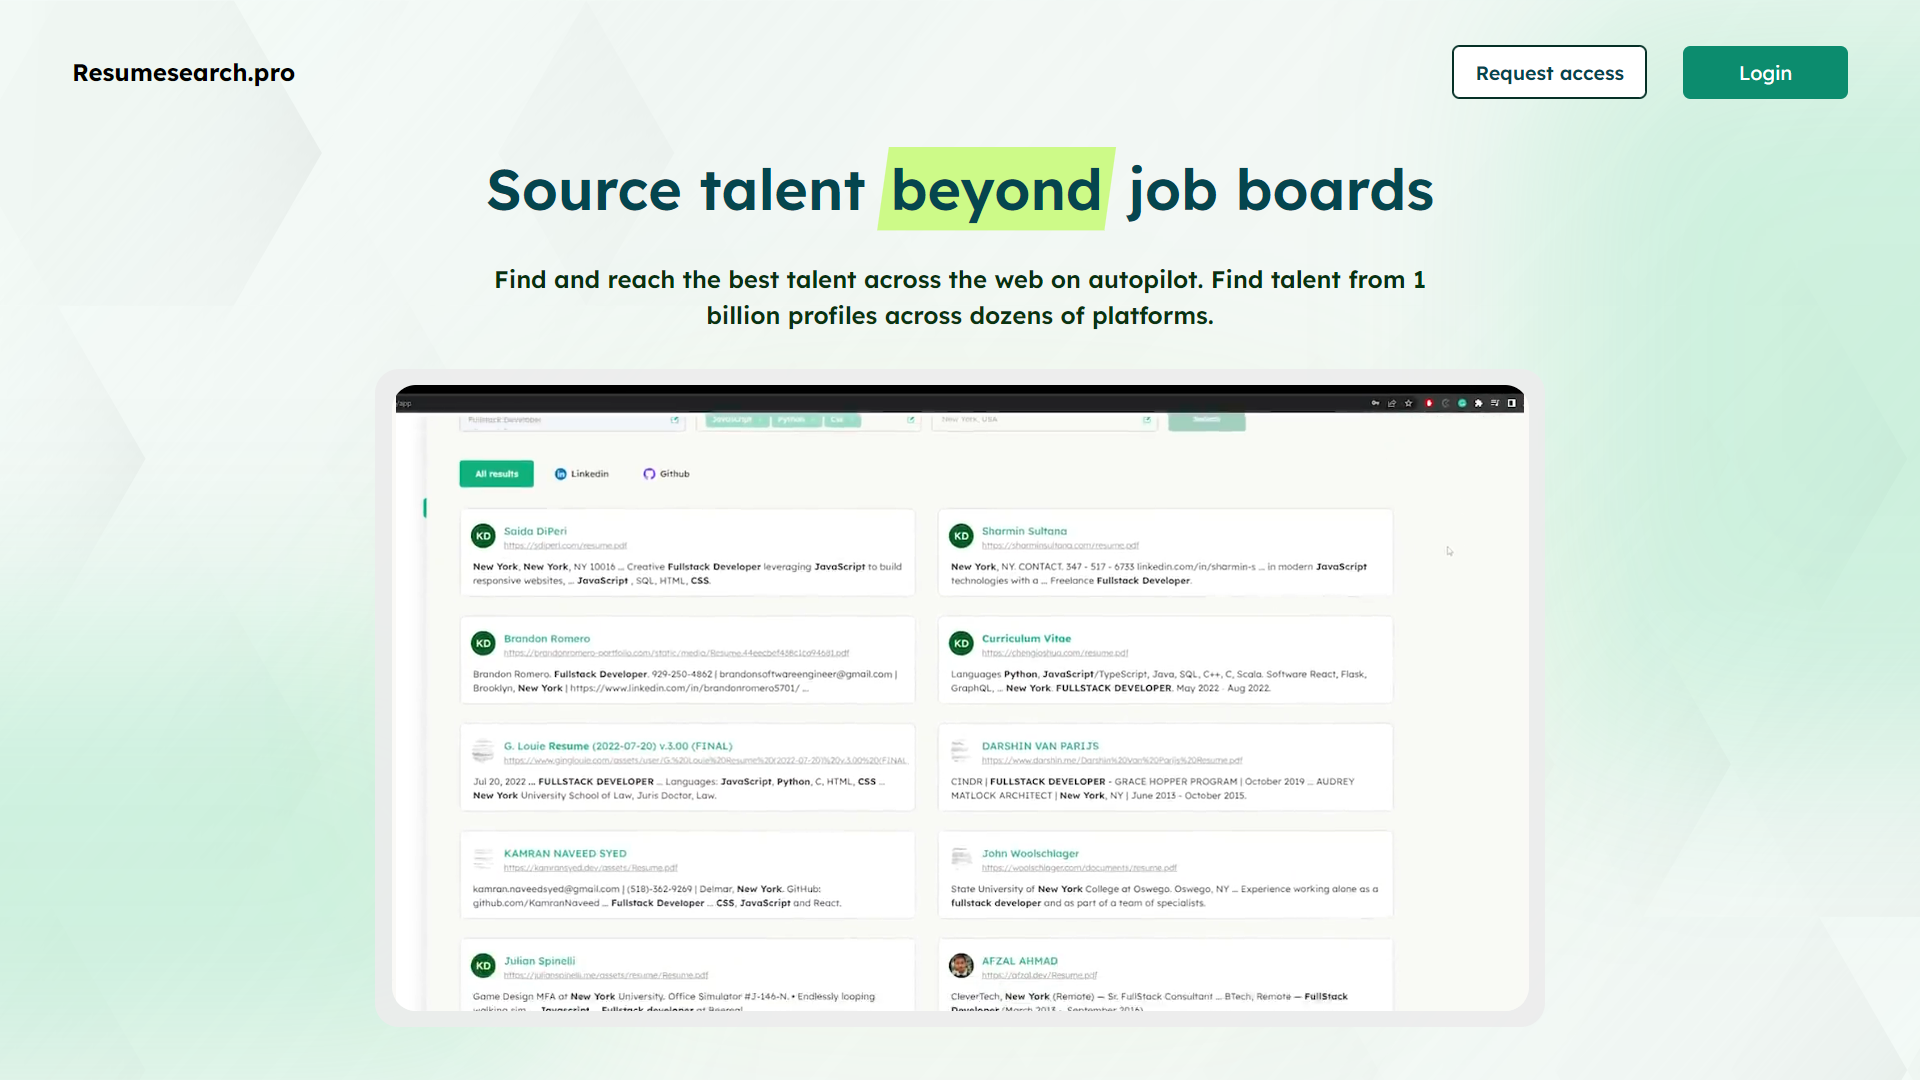 Resumesearch.pro
Request access
Login
Source talent beyond job boards
Find and reach the best talent across the web on autopilot. Find talent from 1
billion profiles across dozens of platforms.
/app
Fullstack Developer
Javascript
Python
Css
New York, USA
All results
Linkedin
Github
KD
Saida DiPeri
https://sdiperi.com/resume.pdf
New York, New York, NY 10016 ... Creative Fullstack Developer leveraging JavaScript to build
responsive websites, ... JavaScript , SQL, HTML, CSS.
KD
Sharmin Sultana
https://sharminsultana.com/resume.pdf
New York, NY. CONTACT. 347 - 517 - 6733 linkedin.com/in/sharmin-s ... in modern JavaScript
technologies with a ... Freelance Fullstack Developer.
KD
Brandon Romero
Brandon Romero. Fullstack Developer. 929-250-4862 | brandonsoftwareengineer@gmail.com |
Brooklyn, New York | https://www.linkedin.com/in/brandonromero5701/ ...
KD
Curriculum Vitae
https://chengjoshua.com/resume.pdf
Languages Python, JavaScript/TypeScript, Java, SQL, C++, C, Scala. Software React, Flask,
GraphQL, ... New York. FULLSTACK DEVELOPER. May 2022 - Aug 2022.
G. Louie Resume (2022-07-20) v.3.00 (FINAL)
https://www.ginglouie.com/assets/user/G.%20Louie%20Resume%20(2022-07-20)%20v.3.00%20(FINAL
Jul 20, 2022 ... FULLSTACK DEVELOPER ... Languages: JavaScript, Python, C, HTML, CSS ...
New York University School of Law, Juris Doctor, Law.
DARSHIN VAN PARIJS
https://www.darshin.me/Darshin%20Van%20Parijs%20Resume.pdf
CINDR | FULLSTACK DEVELOPER - GRACE HOPPER PROGRAM | October 2019 ... AUDREY
MATLOCK ARCHITECT | New York, NY | June 2013 - October 2015.
KAMRAN NAVEED SYED
https://kamransyed.dev/assets/Resume.pdf
kamran.naveedsyed@gmail.com | (518)-362-9269 | Delmar, New York. GitHub:
github.com/KamranNaveed ... Fullstack Developer ... CSS, JavaScript and React.
John Woolschlager
https://woolschlager.com/documents/resume.pdf
State University of New York College at Oswego. Oswego, NY ... Experience working alone as a
fullstack developer and as part of a team of specialists.
KD
Julian Spinelli
https://julianspinelli.me/assets/resume/Resume.pdf
Game Design MFA at New York University. Office Simulator #J-146-N. • Endlessly looping
walking sim ... Javascript ... Fullstack developer at Beereal
AFZAL AHMAD
https://afzal.dev/Resume.pdf
CleverTech, New York (Remote) — Sr. FullStack Consultant ... BTech; Remote — FullStack
Developer (March 2013 - September 2016)